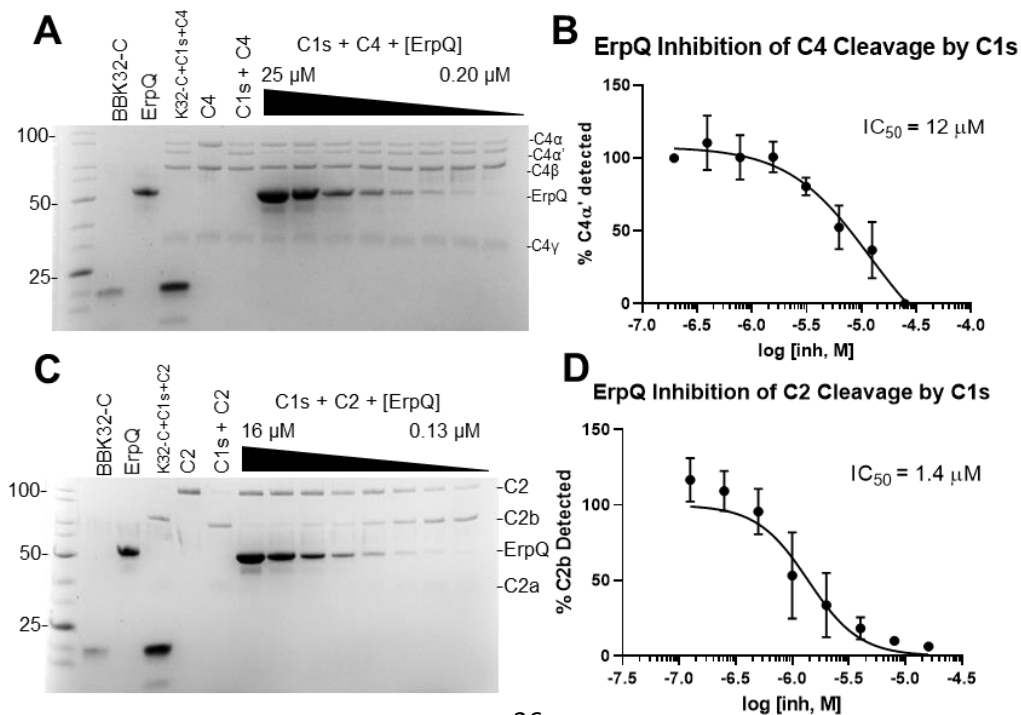 A
BBK32-C
ErpQ
K32-C+C1s+C4
C4
C1s + C4
C1s + C4 + [ErpQ]
25 µM 0.20 µM
100-
50-
25-
-C4α
-C4α'
-C4β
-ErpQ
-C4γ
B
ErpQ Inhibition of C4 Cleavage by C1s
% C4α' detected
150
100
50
0
IC50 = 12 µM
-7.0 -6.5 -6.0 -5.5 -5.0 -4.5 -4.0
log [inh, M]
C
BBK32-C
ErpQ
K32-C+C1s+C2
C2
C1s + C2
C1s + C2 + [ErpQ]
16 µM 0.13 µM
100-
50-
25-
-C2
-C2b
-ErpQ
-C2a
D
ErpQ Inhibition of C2 Cleavage by C1s
% C2b Detected
150
100
50
0
IC50 = 1.4 µM
-7.5 -7.0 -6.5 -6.0 -5.5 -5.0 -4.5
log [inh, M]